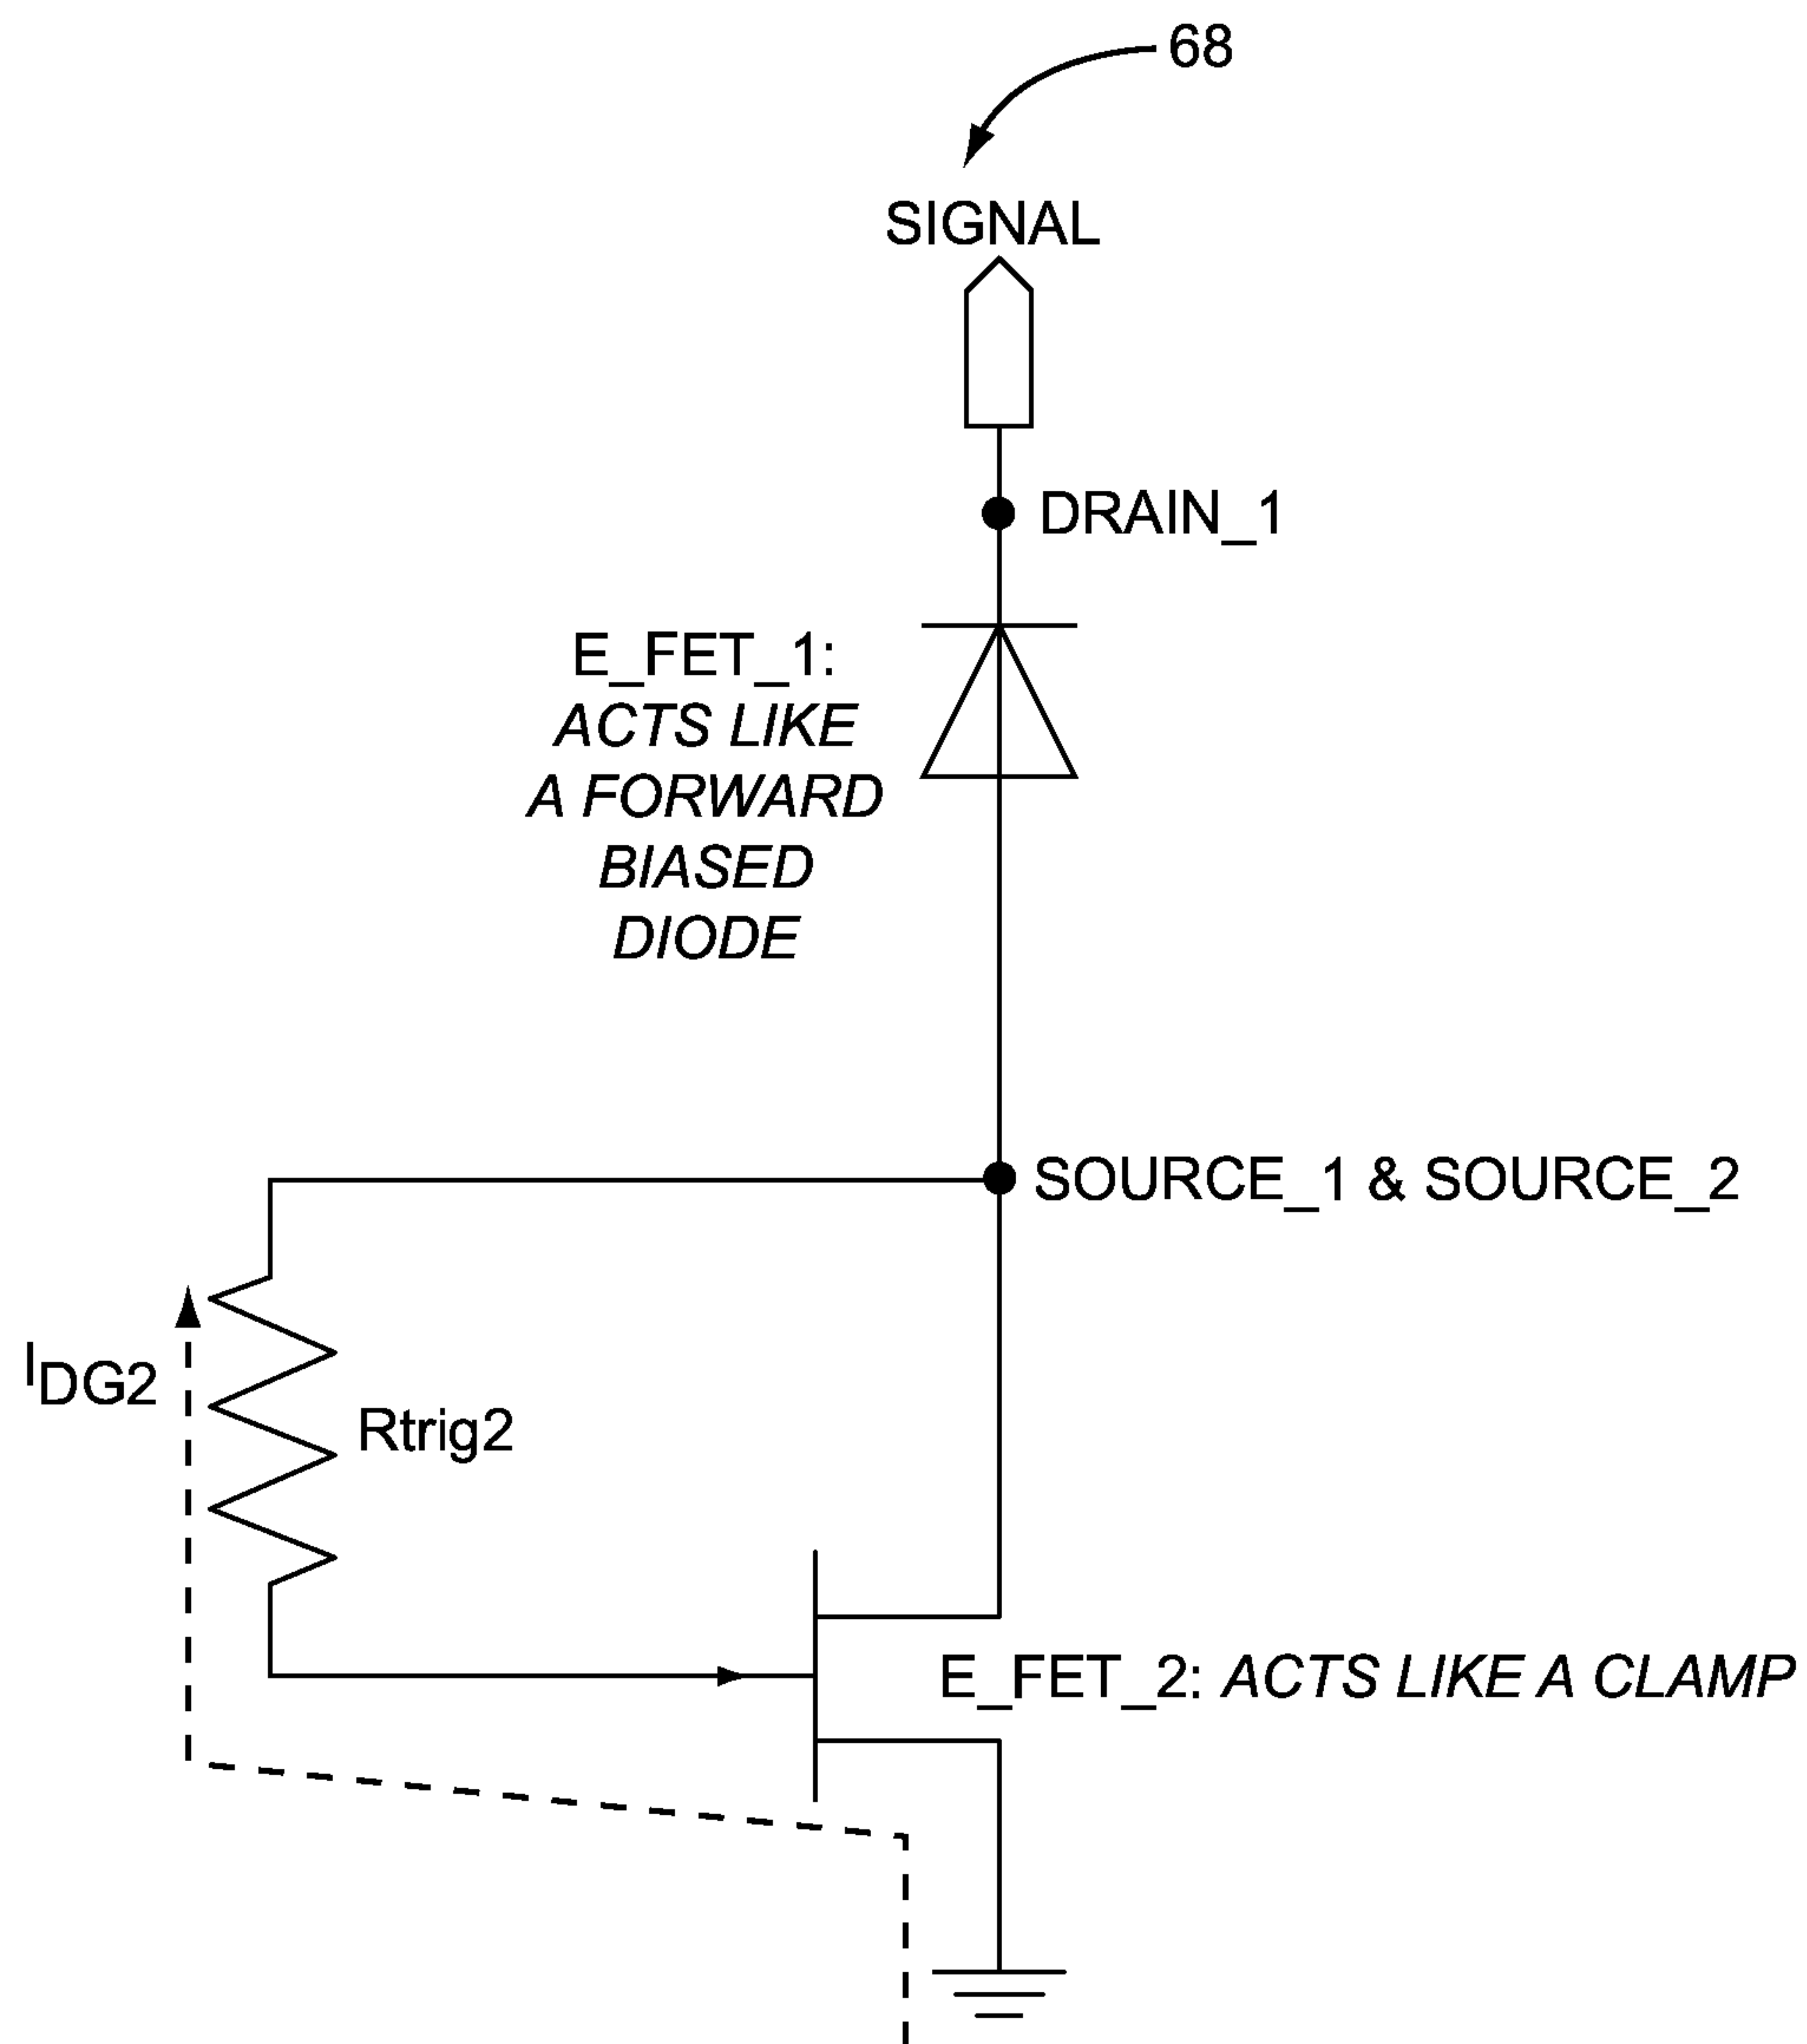 68
SIGNAL
DRAIN_1
E_FET_1:
ACTS LIKE
A FORWARD
BIASED
DIODE
SOURCE_1 & SOURCE_2
IDG2
Rtrig2
E_FET_2: ACTS LIKE A CLAMP